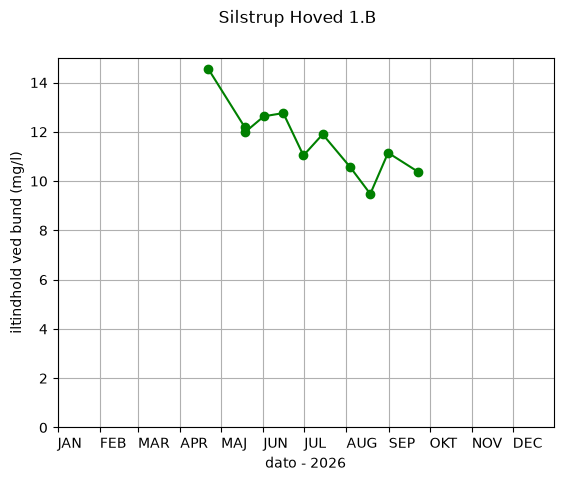 Silstrup Hoved 1.B
14
12
10
8
6
4
2
0
iltindhold ved bund (mg/l)
JAN FEB MAR APR MAJ JUN JUL AUG SEP OKT NOV DEC
dato - 2026